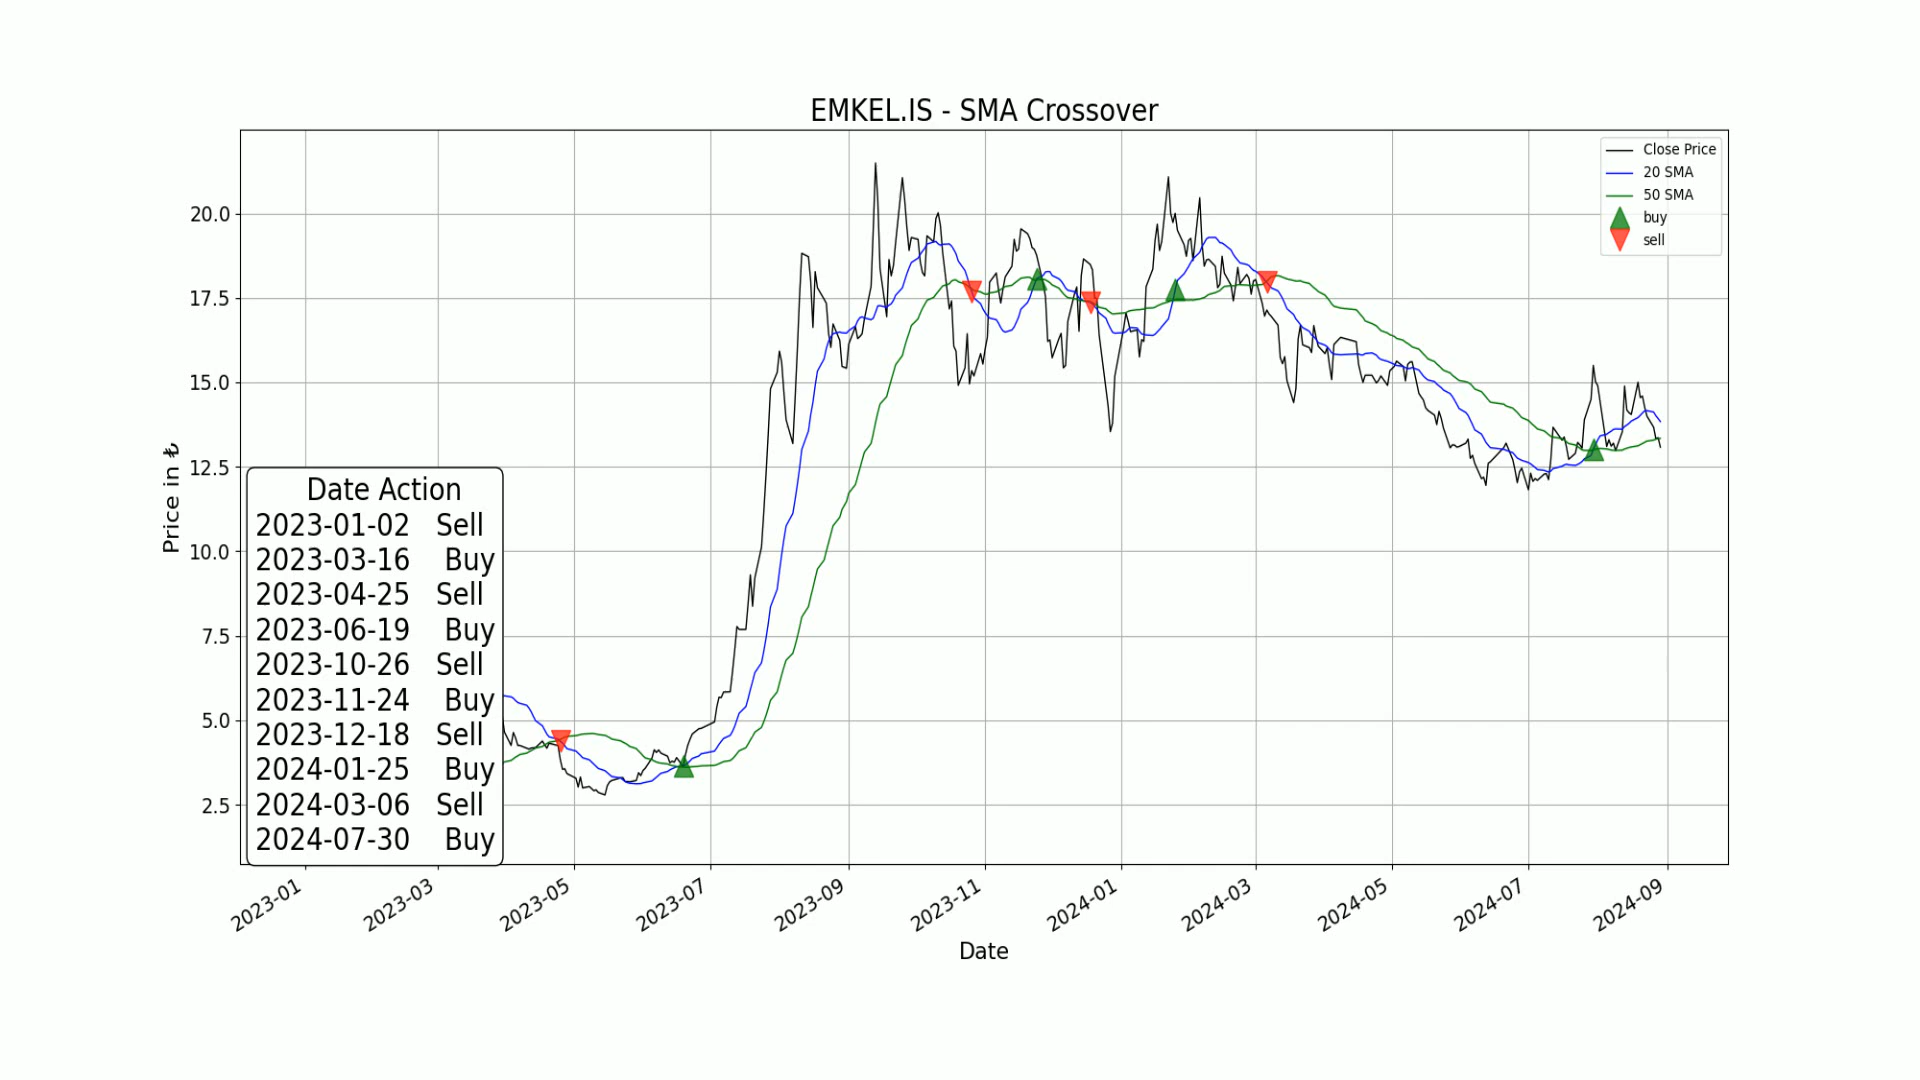 EMKEL.IS - SMA Crossover
Close Price
20 SMA
50 SMA
buy
sell
20.0
17.5
15.0
12.5
10.0
7.5
5.0
2.5
Price in ₺
Date Action
2023-01-02 Sell
2023-03-16 Buy
2023-04-25 Sell
2023-06-19 Buy
2023-10-26 Sell
2023-11-24 Buy
2023-12-18 Sell
2024-01-25 Buy
2024-03-06 Sell
2024-07-30 Buy
2023-01
2023-03
2023-05
2023-07
2023-09
2023-11
2024-01
2024-03
2024-05
2024-07
2024-09
Date